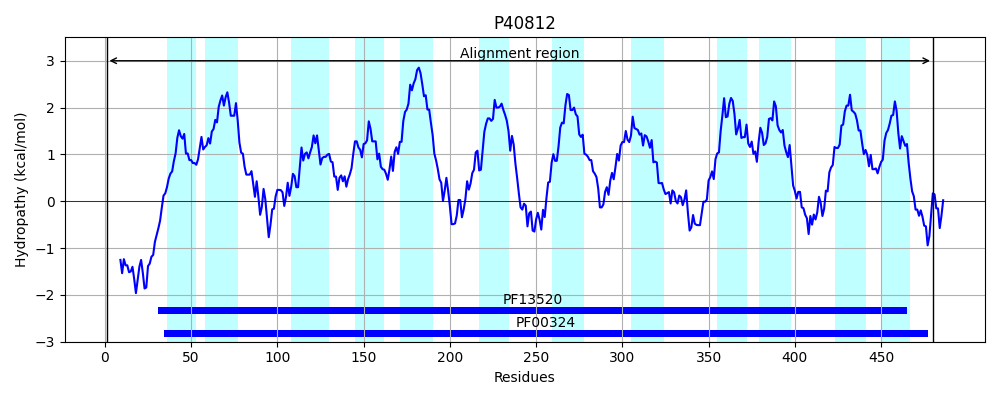 P40812
Alignment region
Hydropathy (kcal/mol)
3
2
1
0
−1
−2
−3
PF13520
PF00324
0 50 100 150 200 250 300 350 400 450
Residues